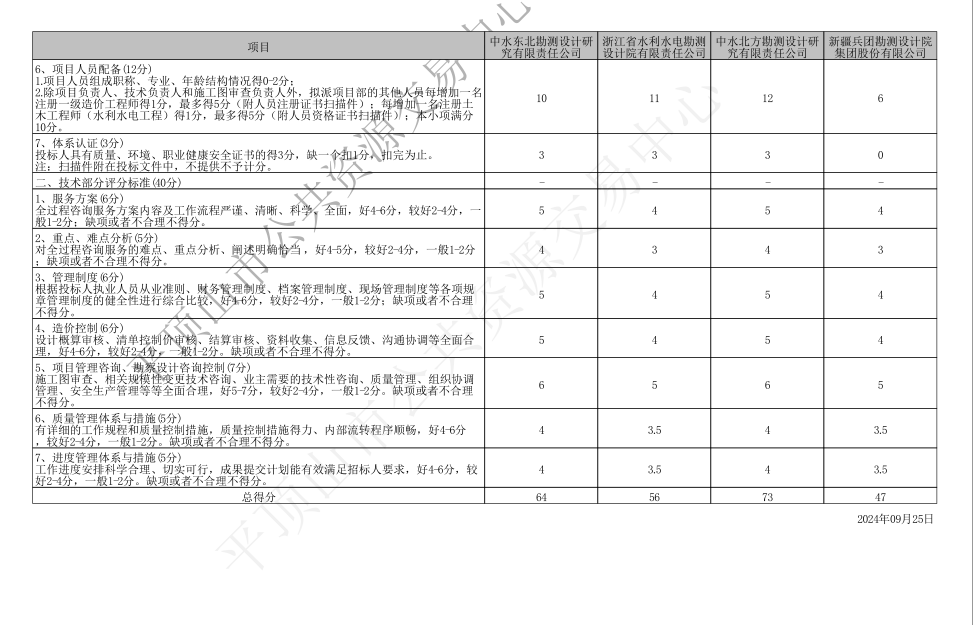 项目
中水东北勘测设计研
究有限责任公司
浙江省水利水电勘测
设计院有限责任公司
中水北方勘测设计研
究有限责任公司
新疆兵团勘测设计院
集团股份有限公司
6、项目人员配备(12分)
1.项目人员组成职称、专业、年龄结构情况得0-2分；
2.除项目负责人、技术负责人和施工图审查负责人外，拟派项目部的其他人员每增加一名
注册一级造价工程师得1分，最多得5分（附人员注册证书扫描件）；每增加一名注册土
木工程师（水利水电工程）得1分，最多得5分（附人员资格证书扫描件）；本小项满分
10分。
10 11 12 6
7、体系认证(3分)
投标人具有质量、环境、职业健康安全证书的得3分，缺一个扣1分，扣完为止。
注：扫描件附在投标文件中，不提供不予计分。
3 3 3 0
二、技术部分评分标准(40分) – – – –
1、服务方案(6分)
全过程咨询服务方案内容及工作流程严谨、清晰、科学、全面，好4-6分，较好2-4分，一
般1-2分；缺项或者不合理不得分。
5 4 5 4
2、重点、难点分析(5分)
对全过程咨询服务的难点、重点分析、阐述明确恰当，好4-5分，较好2-4分，一般1-2分
；缺项或者不合理不得分。
4 3 4 3
3、管理制度(6分)
根据投标人执业人员从业准则、财务管理制度、档案管理制度、现场管理制度等各项规
章管理制度的健全性进行综合比较，好4-6分，较好2-4分，一般1-2分；缺项或者不合理
不得分。
5 4 5 4
4、造价控制(6分)
设计概算审核、清单控制价审核、结算审核、资料收集、信息反馈、沟通协调等全面合
理，好4-6分，较好2-4分，一般1-2分。缺项或者不合理不得分。
5 4 5 4
5、项目管理咨询、勘察设计咨询控制(7分)
施工图审查、相关规模性变更技术咨询、业主需要的技术性咨询、质量管理、组织协调
管理、安全生产管理等等全面合理，好5-7分，较好2-4分，一般1-2分。缺项或者不合理
不得分。
6 5 6 5
6、质量管理体系与措施(5分)
有详细的工作规程和质量控制措施，质量控制措施得力、内部流转程序顺畅，好4-6分
，较好2-4分，一般1-2分。缺项或者不合理不得分。
4 3.5 4 3.5
7、进度管理体系与措施(5分)
工作进度安排科学合理、切实可行，成果提交计划能有效满足招标人要求，好4-6分，较
好2-4分，一般1-2分。缺项或者不合理不得分。
4 3.5 4 3.5
总得分 64 56 73 47
2024年09月25日
平顶山市公共资源交易中心
平顶山市公共资源交易中心